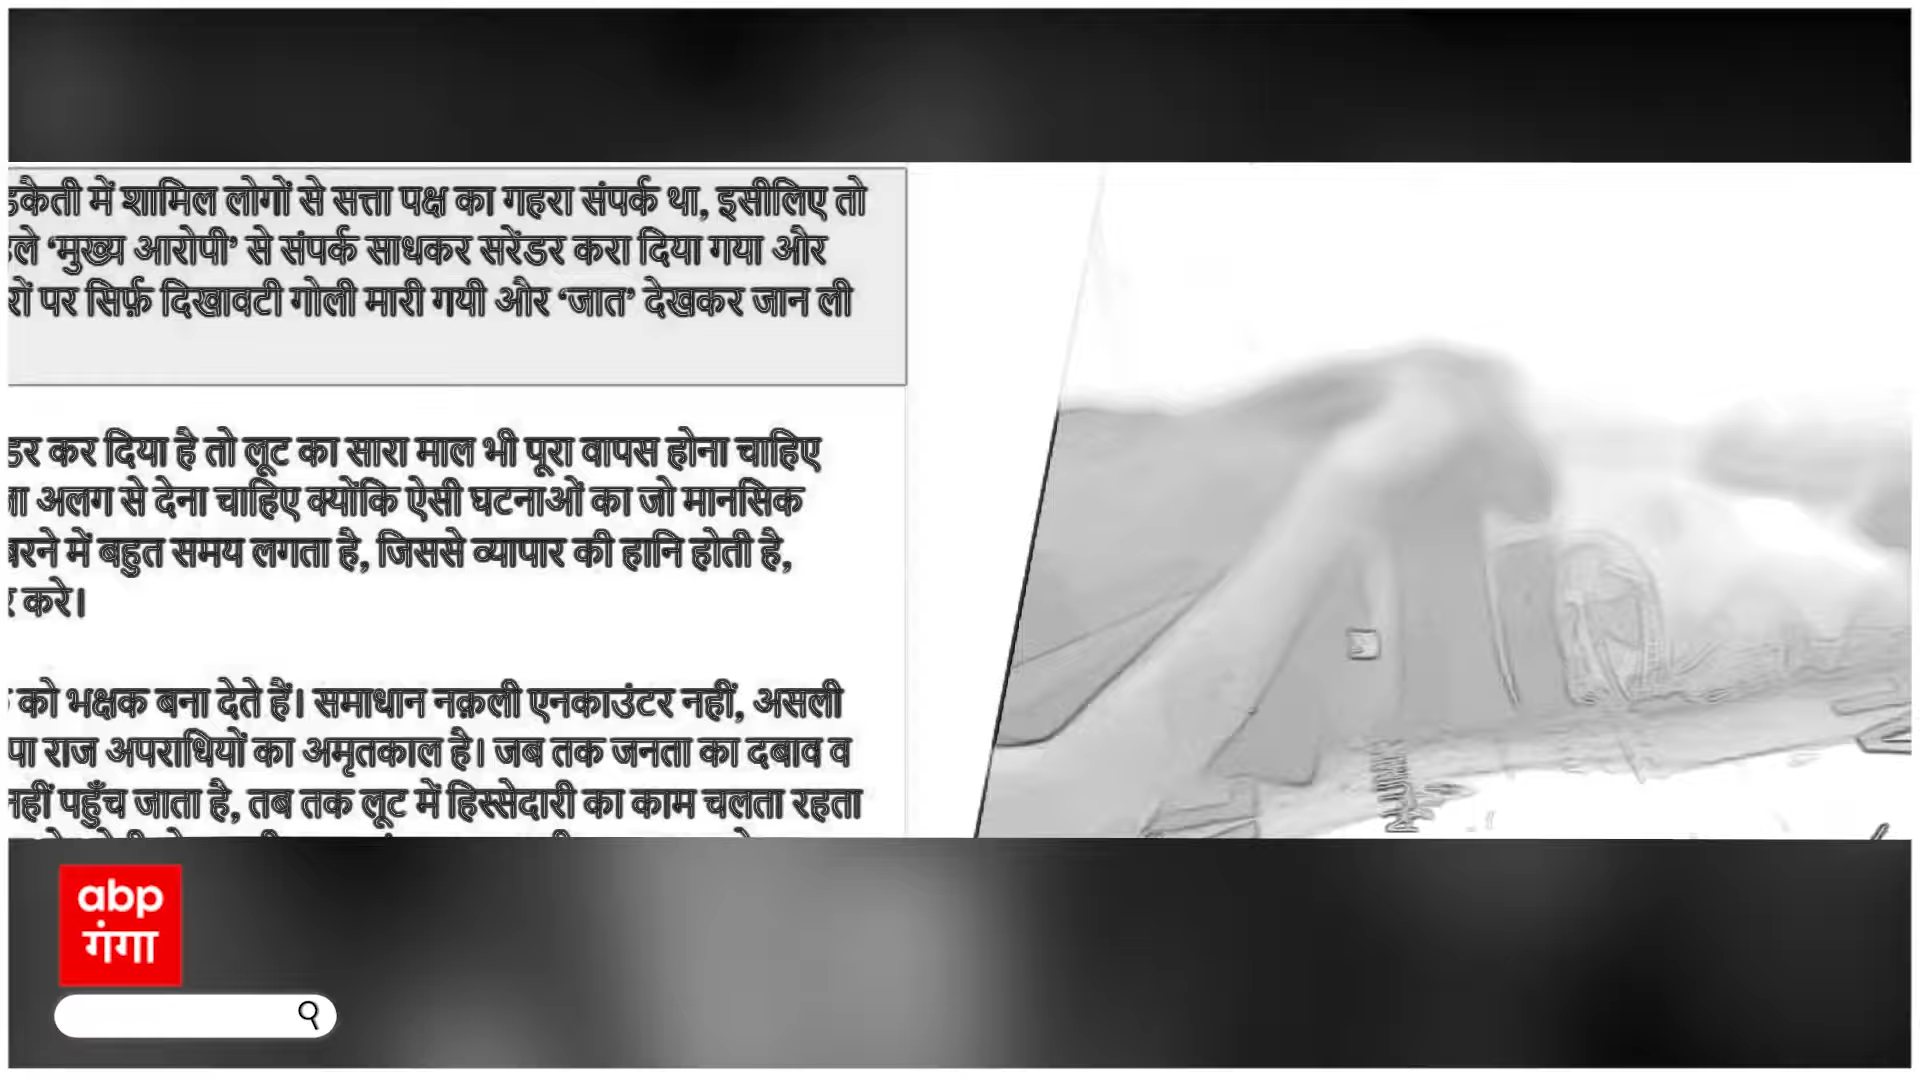 डकैती में शामिल लोगों से सत्ता पक्ष का गहरा संपर्क था, इसीलिए तो
‘मुख्य आरोपी’ से संपर्क साधकर सरेंडर करा दिया गया और
पर सिर्फ़ दिखावटी गोली मारी गयी और ‘जात’ देखकर जान ली
कर दिया है तो लूट का सारा माल भी पूरा वापस होना चाहिए
अलग से देना चाहिए क्योंकि ऐसी घटनाओं का जो मानसिक
में बहुत समय लगता है, जिससे व्यापार की हानि होती है,
करे।
को भक्षक बना देते हैं। समाधान नक़ली एनकाउंटर नहीं, असली
राज अपराधियों का अमृतकाल है। जब तक जनता का दबाव व
नहीं पहुँच जाता है, तब तक लूट में हिस्सेदारी का काम चलता रहता
abp
गंगा